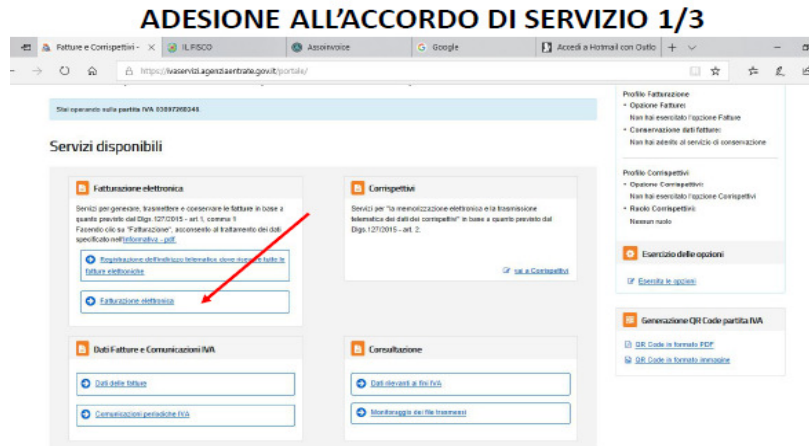 ADESIONE ALL'ACCORDO DI SERVIZIO 1/3
Fatture e Corrispettivi -
IL FISCO
Assoinvoice
Google
Accedi a Hotmail con Outlo
https://ivaservizi.agenziaentrate.gov.it/portale/
Stai operando sulla partita IVA
Servizi disponibili
Fatturazione elettronica
Servizi per generare, trasmettere e conservare le fatture in base a
quanto previsto dal Dlgs. 127/2015 - art. 1, comma 1
Facendo clic su "Fatturazione", acconsento al trattamento dei dati
specificato nell'informativa - pdf.
Registrazione dell'indirizzo telematico dove ricevere tutte le
fatture elettroniche
Fatturazione elettronica
Corrispettivi
Servizi per "la memorizzazione elettronica e la trasmissione
telematica dei dati dei corrispettivi" in base a quanto previsto dal
Dlgs. 127/2015 - art. 2.
vai a Corrispettivi
Dati Fatture e Comunicazioni IVA
Dati delle fatture
Comunicazioni periodiche IVA
Consultazione
Dati rilevanti ai fini IVA
Monitoraggio dei file trasmessi
Profilo Fatturazione
• Opzione Fatture:
Non hai esercitato l'opzione Fatture
• Conservazione dati fatture:
Non hai aderito al servizio di conservazione
Profilo Corrispettivi
• Opzione Corrispettivi:
Non hai esercitato l'opzione Corrispettivi
• Ruolo Corrispettivi:
Nessun ruolo
Esercizio delle opzioni
Esercita le opzioni
Generazione QR Code partita IVA
QR Code in formato PDF
QR Code in formato immagine